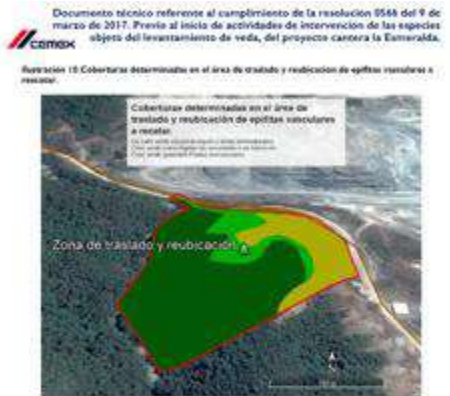 Documento técnico referente al cumplimiento de la resolución 0568 del 9 de
marzo de 2017. Previo al inicio de actividades de intervención de las especies
objeto del levantamiento de veda, del proyecto cantera la Esmeralda.
CEMEX
Ilustración 15 Coberturas determinadas en el área de traslado y reubicación de epífitas vasculares a
rescatar.
Coberturas determinadas en el área de
traslado y reubicación de epífitas vasculares
a recatar.
Zona de traslado y reubicación